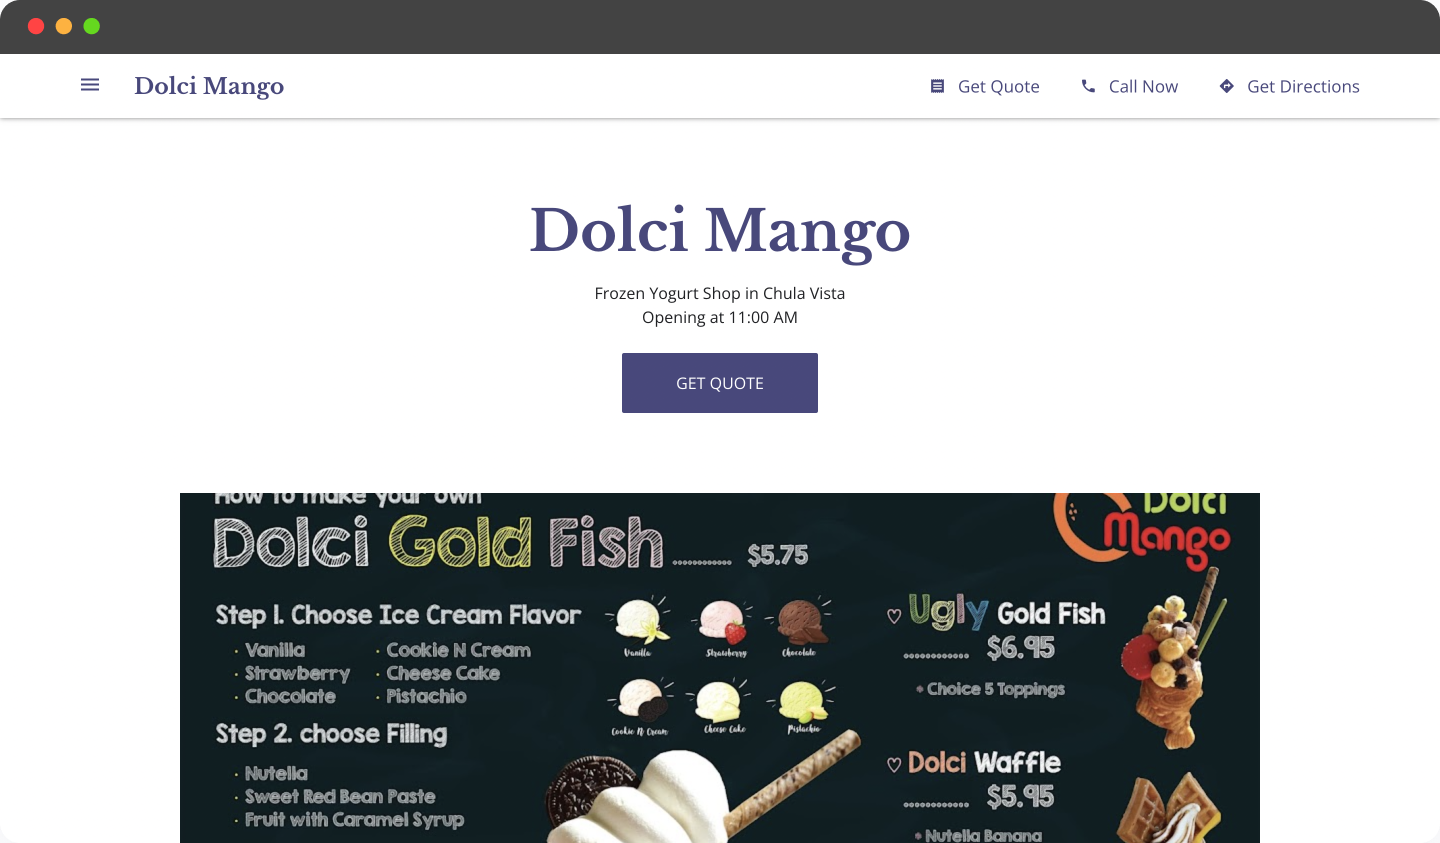 Dolci Mango
Get Quote
Call Now
Get Directions
Dolci Mango
Frozen Yogurt Shop in Chula Vista
Opening at 11:00 AM
GET QUOTE
How to make your own
Dolci Gold Fish ............ $5.75
Dolci
Mango
Step 1. Choose Ice Cream Flavor
· Vanilla
· Strawberry
· Chocolate
· Cookie N Cream
· Cheese Cake
· Pistachio
Vanilla
Strawberry
Chocolate
Cookie N Cream
Cheese Cake
Pistachio
Step 2. choose Filling
· Nutella
· Sweet Red Bean Paste
· Fruit with Caramel Syrup
♡ Ugly Gold Fish
............. $6.95
* Choice 5 Toppings
♡ Dolci Waffle
............. $5.95
* Nutella Banana